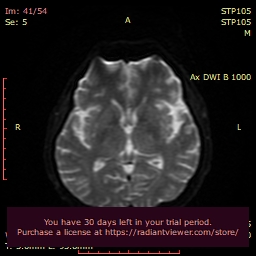 Im: 41/54
Se: 5
A
STP105
STP105
M
Ax DWI B 1000
R
L
You have 30 days left in your trial period.
Purchase a license at https://radiantviewer.com/store/